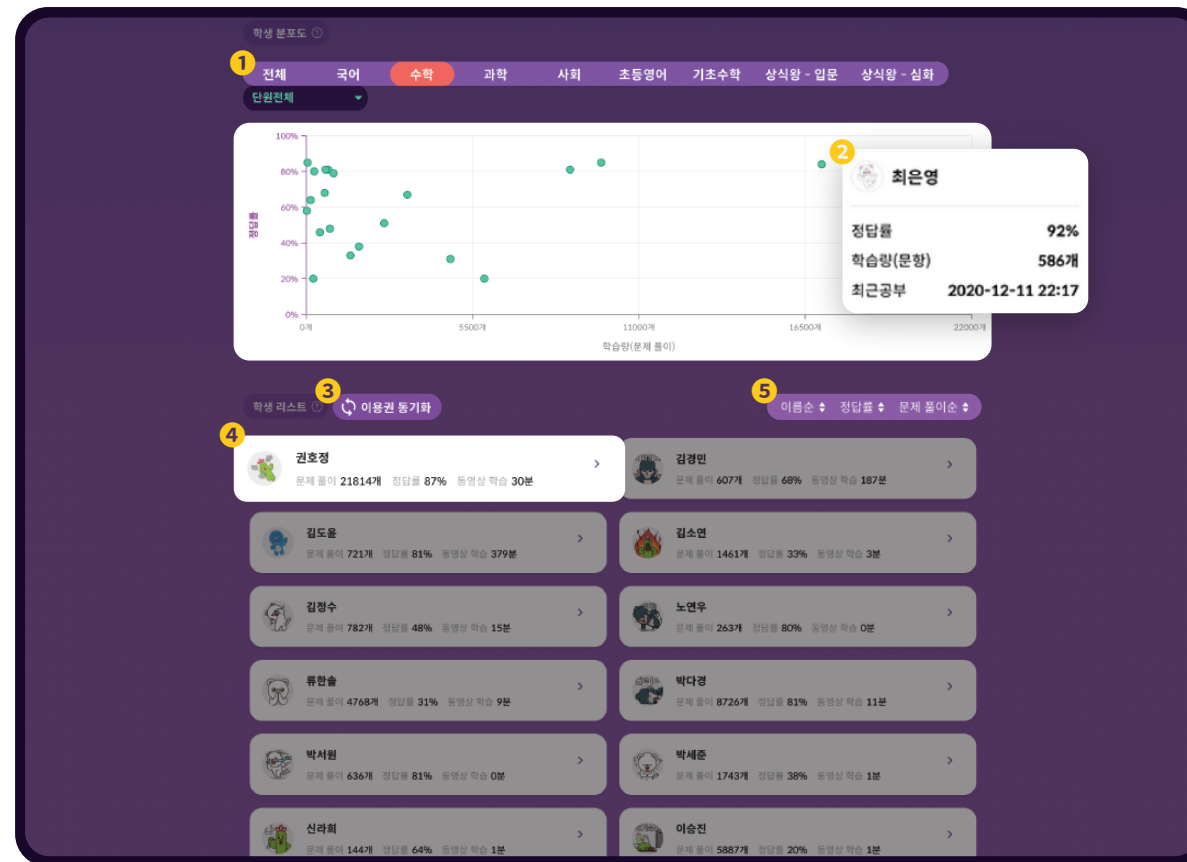 학생 분포도 ?
1
전체 국어 수학 과학 사회 초등영어 기초수학 상식왕 - 입문 상식왕 - 심화
단원전체
100%
80%
60%
40%
20%
0%
정답률
0개 5500개 11000개 16500개 22000개
학습량(문제 풀이)
2
최은영
정답률 92%
학습량(문항) 586개
최근공부 2020-12-11 22:17
학생 리스트 ?
3
이용권 동기화
5
이름순 정답률 문제 풀이순
4
권호정
문제 풀이 21814개 정답률 87% 동영상 학습 30분
김경민
문제 풀이 607개 정답률 68% 동영상 학습 187분
김도윤
문제 풀이 721개 정답률 81% 동영상 학습 379분
김소연
문제 풀이 1461개 정답률 33% 동영상 학습 3분
김정수
문제 풀이 782개 정답률 48% 동영상 학습 15분
노연우
문제 풀이 263개 정답률 80% 동영상 학습 0분
류한솔
문제 풀이 4768개 정답률 31% 동영상 학습 9분
박다경
문제 풀이 8726개 정답률 81% 동영상 학습 11분
박서원
문제 풀이 636개 정답률 81% 동영상 학습 0분
박세준
문제 풀이 1743개 정답률 38% 동영상 학습 1분
신라희
문제 풀이 144개 정답률 64% 동영상 학습 1분
이승진
문제 풀이 5887개 정답률 20% 동영상 학습 1분